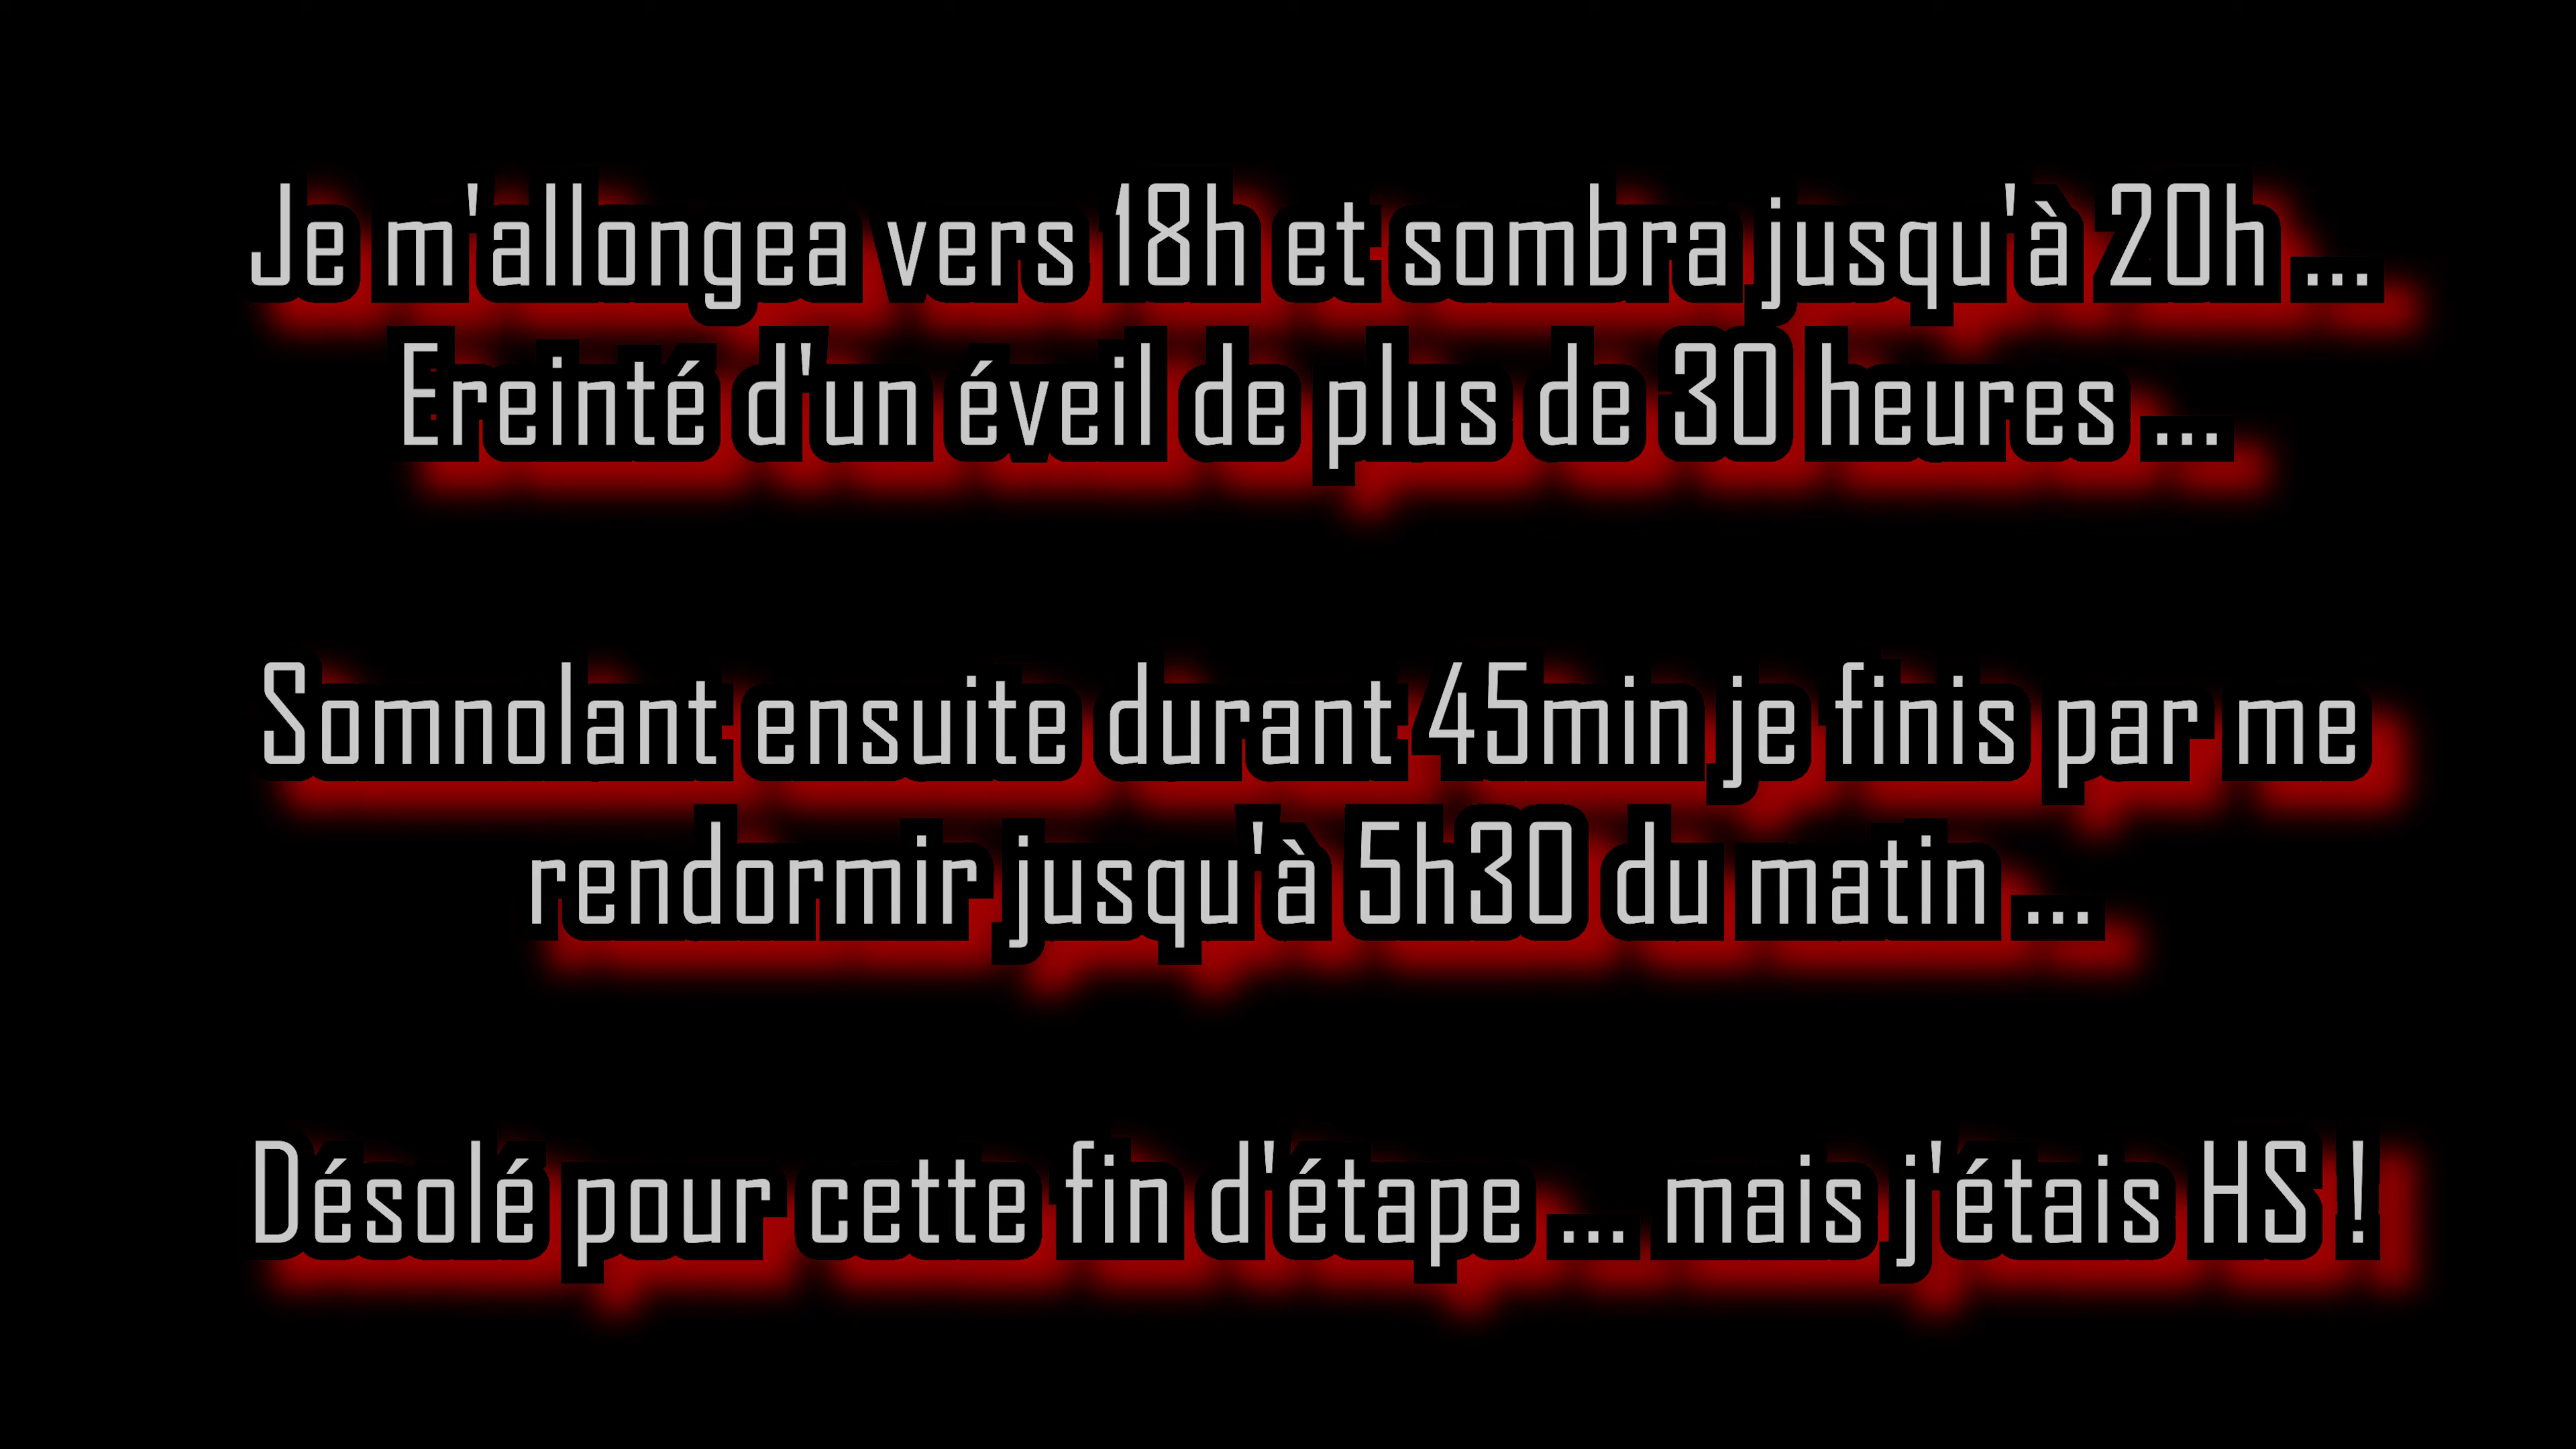 Je m'allongea vers 18h et sombra jusqu'à 20h ...
Ereinté d'un éveil de plus de 30 heures ...
Somnolant ensuite durant 45min je finis par me
rendormir jusqu'à 5h30 du matin ...
Désolé pour cette fin d'étape ... mais j'étais HS !